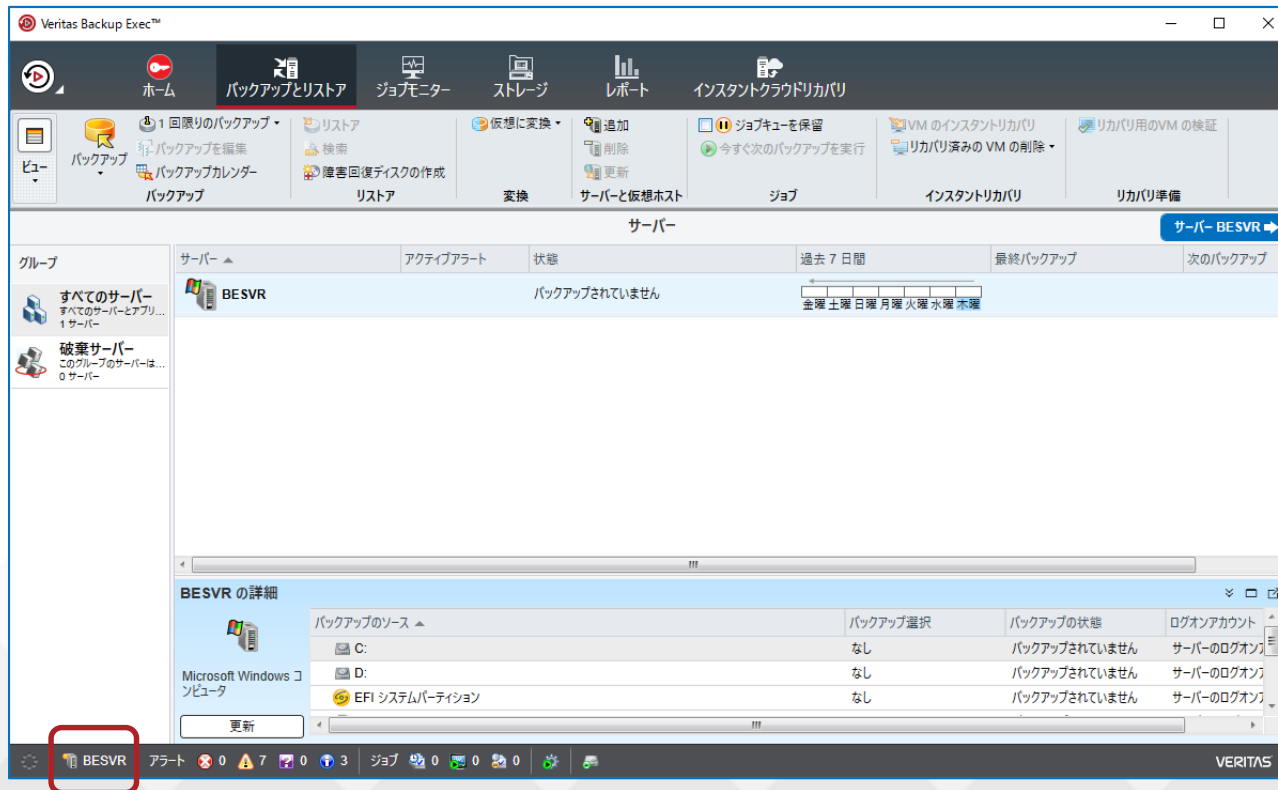 Veritas Backup Exec™
ホーム
バックアップとリストア
ジョブモニター
ストレージ
レポート
インスタントクラウドリカバリ
ビュー
バックアップ
1 回限りのバックアップ
バックアップを編集
バックアップカレンダー
バックアップ
リストア
検索
障害回復ディスクの作成
リストア
仮想に変換
変換
追加
削除
更新
サーバーと仮想ホスト
ジョブキューを保留
今すぐ次のバックアップを実行
ジョブ
VM のインスタントリカバリ
リカバリ済みの VM の削除
インスタントリカバリ
リカバリ用のVM の検証
リカバリ準備
サーバー
サーバー BESVR
グループ
すべてのサーバー
すべてのサーバーとアプリ...
1 サーバー
破棄サーバー
このグループのサーバーは...
0 サーバー
サーバー アクティブアラート 状態 過去 7 日間 最終バックアップ 次のバックアップ
BESVR バックアップされていません
金曜 土曜 日曜 月曜 火曜 水曜 木曜
BESVR の詳細
Microsoft Windows コ
ンピュータ
更新
バックアップのソース バックアップ選択 バックアップの状態 ログオンアカウント
C: なし バックアップされていません サーバーのログオン
D: なし バックアップされていません サーバーのログオン
EFI システムパーティション なし バックアップされていません サーバーのログオン
BESVR アラート 0 7 0 3 ジョブ 0 0 0 VERITAS